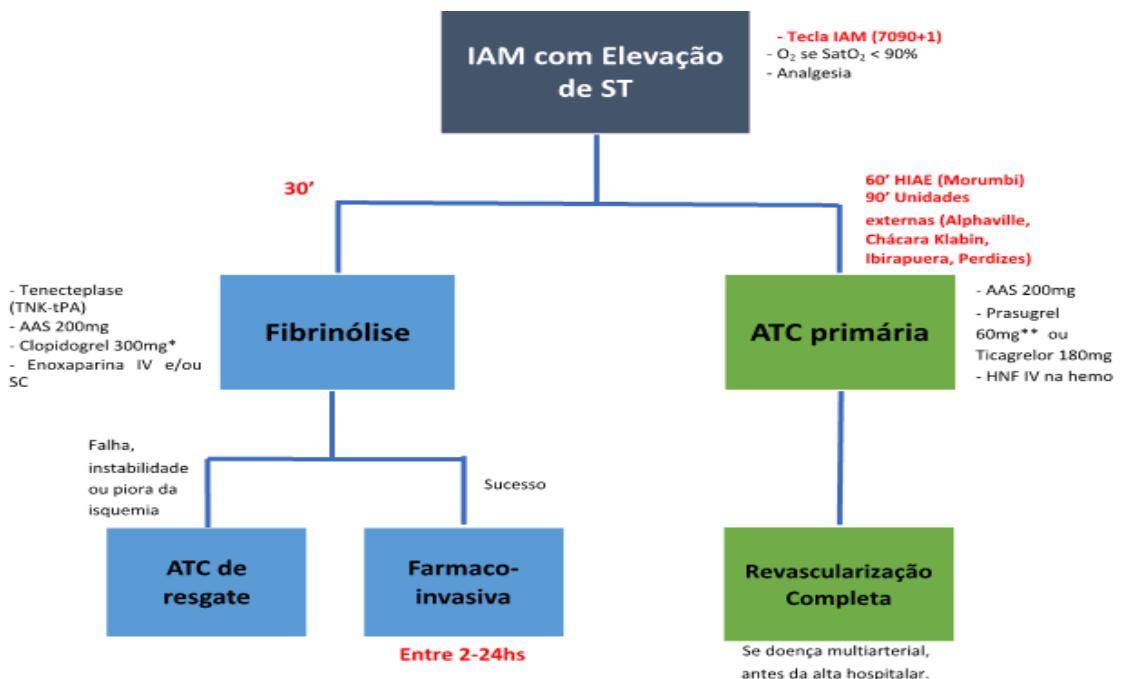 IAM com Elevação
de ST
- Tecla IAM (7090+1)
- O₂ se SatO₂ < 90%
- Analgesia
30’
60’ HIAE (Morumbi)
90’ Unidades
externas (Alphaville,
Chácara Klabin,
Ibirapuera, Perdizes)
- Tenecteplase
(TNK-tPA)
- AAS 200mg
- Clopidogrel 300mg*
- Enoxaparina IV e/ou
SC
Fibrinólise
ATC primária
- AAS 200mg
- Prasugrel
60mg** ou
Ticagrelor 180mg
- HNF IV na hemo
Falha,
instabilidade
ou piora da
isquemia
Sucesso
ATC de
resgate
Farmaco-
invasiva
Entre 2-24hs
Revascularização
Completa
Se doença multiarterial,
antes da alta hospitalar.